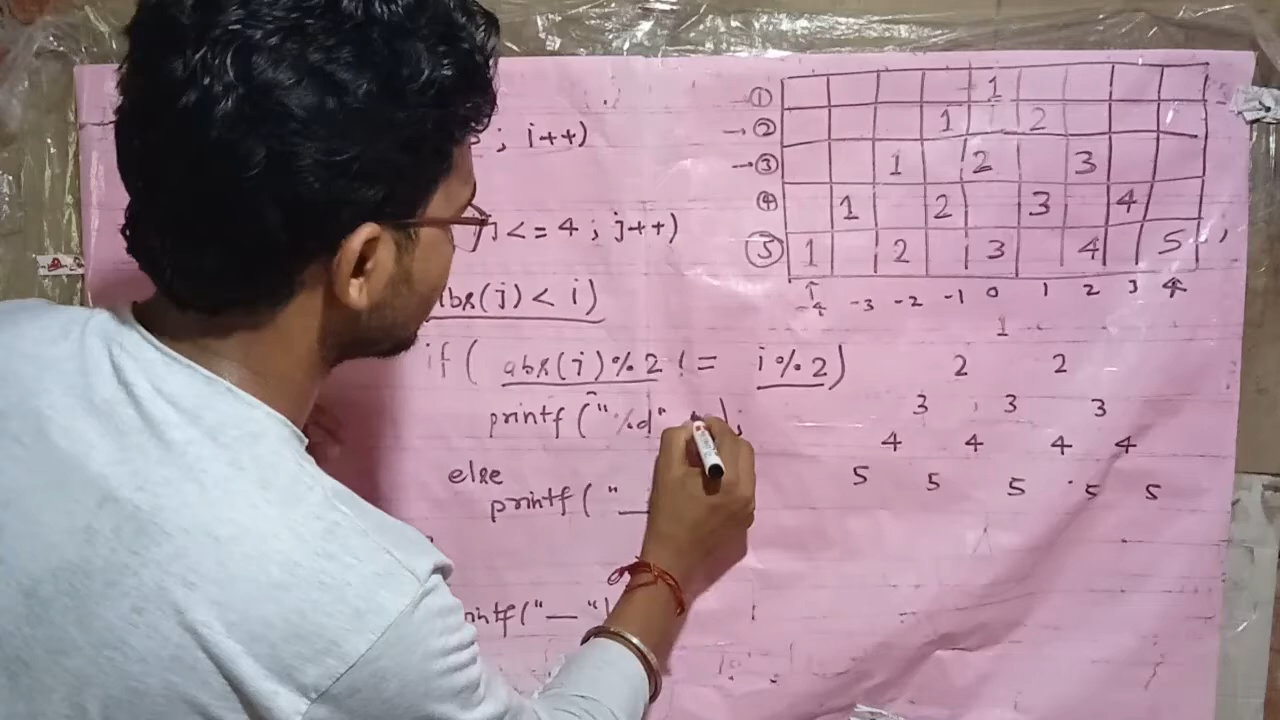 ; i++)
j<=4 ; j++)
abs(j) < i)
if ( abs(j)%2 != i%2)
printf ("%d" );
else
printf ( "_
printf("_"
① 1
→② 1 2
→③ 1 2 3
④ 1 2 3 4
⑤ 1 2 3 4 5 ,
-4 -3 -2 -1 0 1 2 3 4
1
2 2
3 3 3
4 4 4 4
5 5 5 5 5